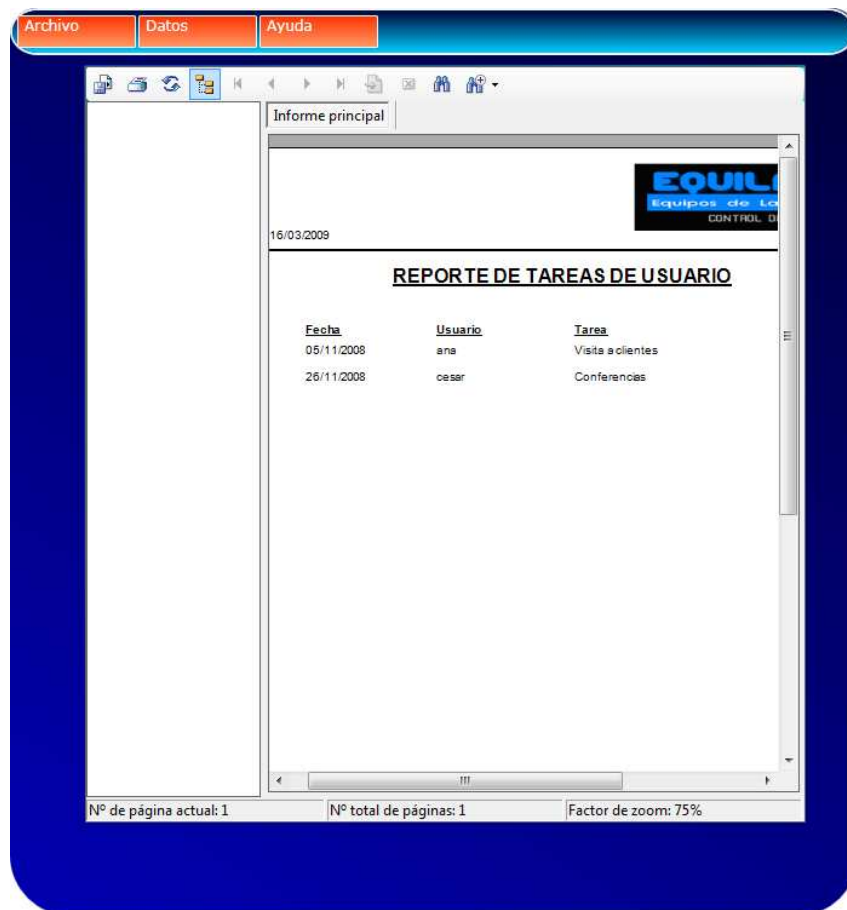 Archivo Datos Ayuda
Informe principal
EQUIL
Equipos de La
CONTROL D
16/03/2009
REPORTE DE TAREAS DE USUARIO
Fecha Usuario Tarea
05/11/2008 ana Visita a clientes
26/11/2008 cesar Conferencias
Nº de página actual: 1 Nº total de páginas: 1 Factor de zoom: 75%